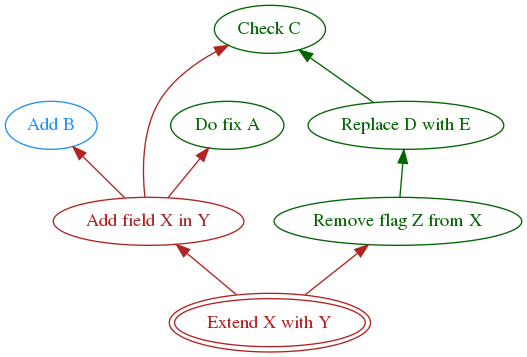 Check C
Add B
Do fix A
Replace D with E
Add field X in Y
Remove flag Z from X
Extend X with Y